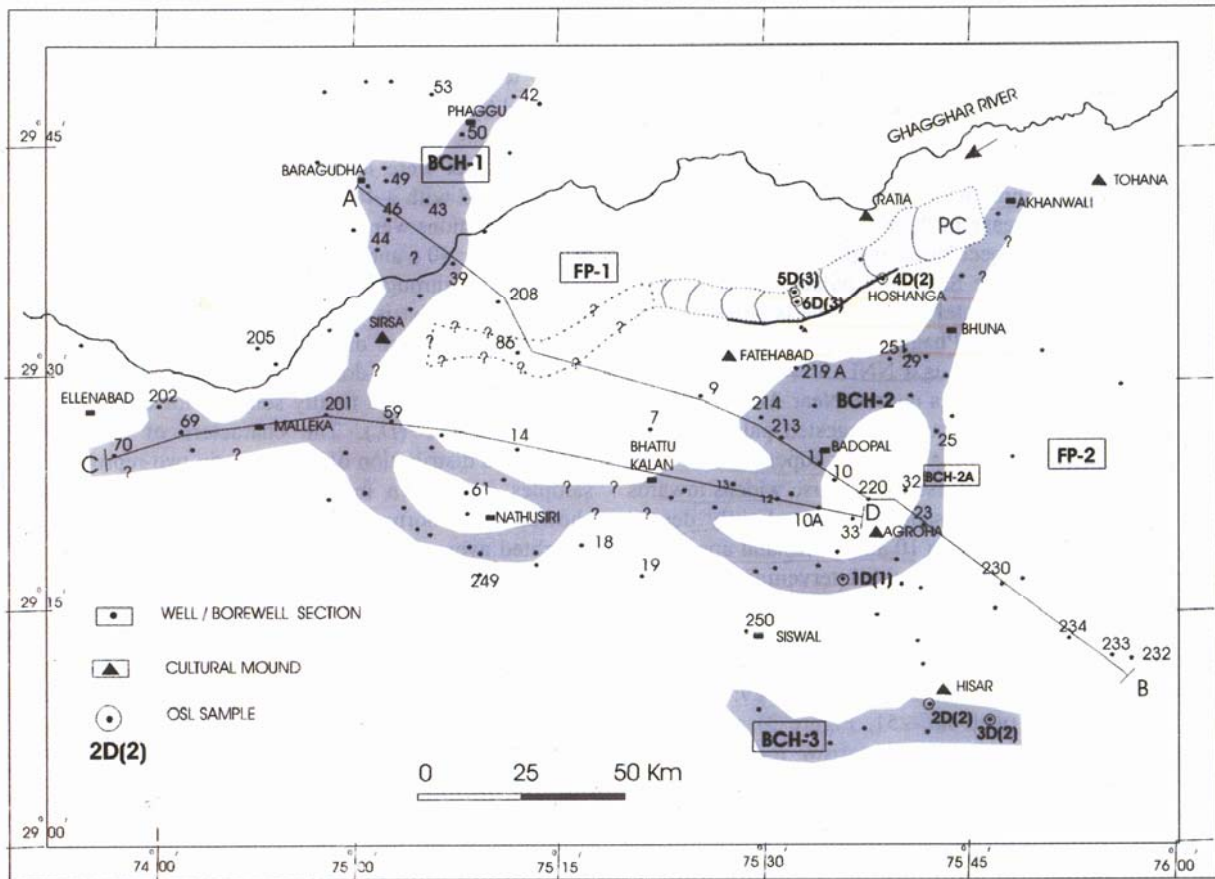 53
42
PHAGGU
50
GHAGGHAR RIVER
29° 45'
BCH-1
BARAGUDHA
49
A
TOHANA
46
43
RATIA
AKHANWALI
44
?
PC
39
FP-1
?
5D(3)
4D(2)
6D(3)
HOSHANGA
208
?
SIRSA
?
?
?
?
BHUNA
205
86
?
?
?
?
FATEHABAD
251
29
29° 30'
?
219 A
ELLENABAD
202
201
59
9
BCH-2
214
69
MALLEKA
7
213
25
70
14
BHATTU
KALAN
BADOPAL
FP-2
C
?
?
11
10
32
BCH-2A
61
?
?
13
12
220
NATHUSIRI
?
?
10A
D
23
33
AGROHA
18
249
19
1D(1)
230
29° 15'
WELL / BOREWELL SECTION
250
SISWAL
234
233
232
CULTURAL MOUND
B
HISAR
OSL SAMPLE
2D(2)
3D(2)
2D(2)
BCH-3
0 25 50 Km
29° 00'
74° 00'
75° 00'
75° 15'
75° 30'
75° 45'
76° 00'